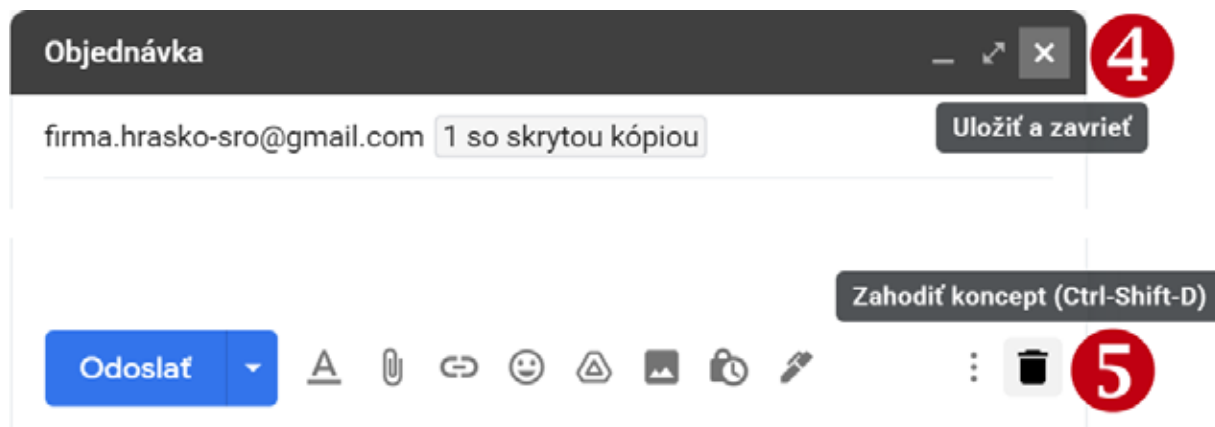 Objednávka
4
firma.hrasko-sro@gmail.com 1 so skrytou kópiou
Uložiť a zavrieť
Zahodiť koncept (Ctrl-Shift-D)
Odoslať
A
5